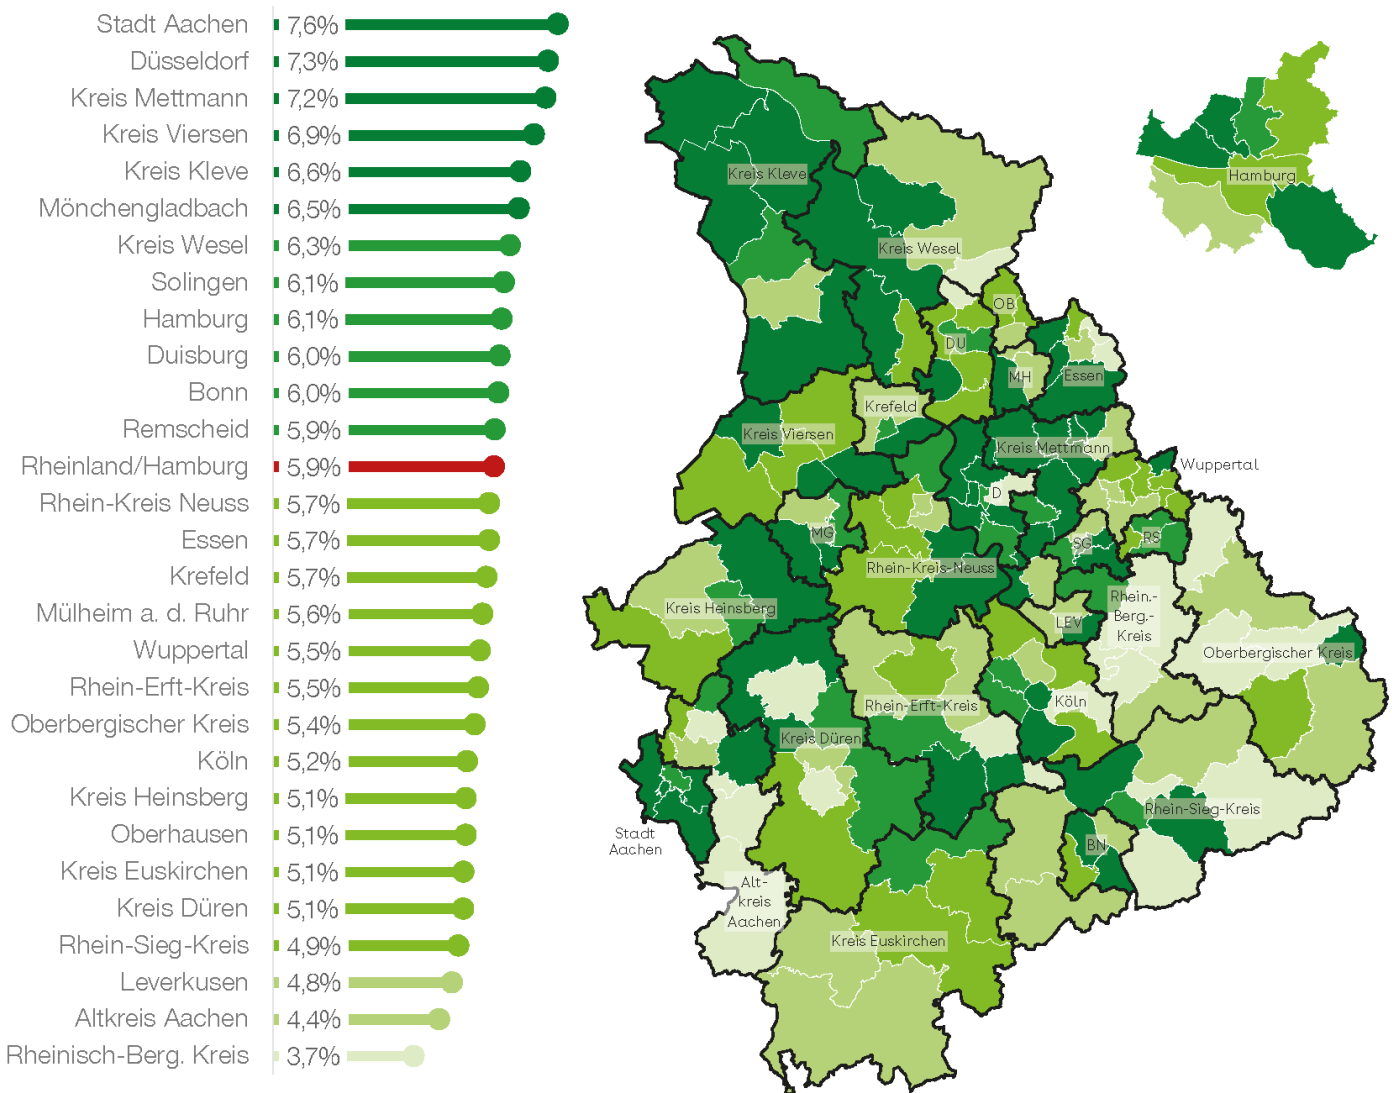 Stadt Aachen 7,6%
Düsseldorf 7,3%
Kreis Mettmann 7,2%
Kreis Viersen 6,9%
Kreis Kleve 6,6%
Mönchengladbach 6,5%
Kreis Wesel 6,3%
Solingen 6,1%
Hamburg 6,1%
Duisburg 6,0%
Bonn 6,0%
Remscheid 5,9%
Rheinland/Hamburg 5,9%
Rhein-Kreis Neuss 5,7%
Essen 5,7%
Krefeld 5,7%
Mülheim a. d. Ruhr 5,6%
Wuppertal 5,5%
Rhein-Erft-Kreis 5,5%
Oberbergischer Kreis 5,4%
Köln 5,2%
Kreis Heinsberg 5,1%
Oberhausen 5,1%
Kreis Euskirchen 5,1%
Kreis Düren 5,1%
Rhein-Sieg-Kreis 4,9%
Leverkusen 4,8%
Altkreis Aachen 4,4%
Rheinisch-Berg. Kreis 3,7%
Kreis Kleve
Hamburg
Kreis Wesel
OB
DU
MH
Essen
Krefeld
Kreis Viersen
Kreis Mettmann
Wuppertal
D
MG
SG
RS
Rhein-Kreis-Neuss
Kreis Heinsberg
Rhein.-
Berg.-
Kreis
LEV
Oberbergischer Kreis
Rhein-Erft-Kreis
Köln
Kreis Düren
Rhein-Sieg-Kreis
Stadt
Aachen
BN
Alt-
kreis
Aachen
Kreis Euskirchen